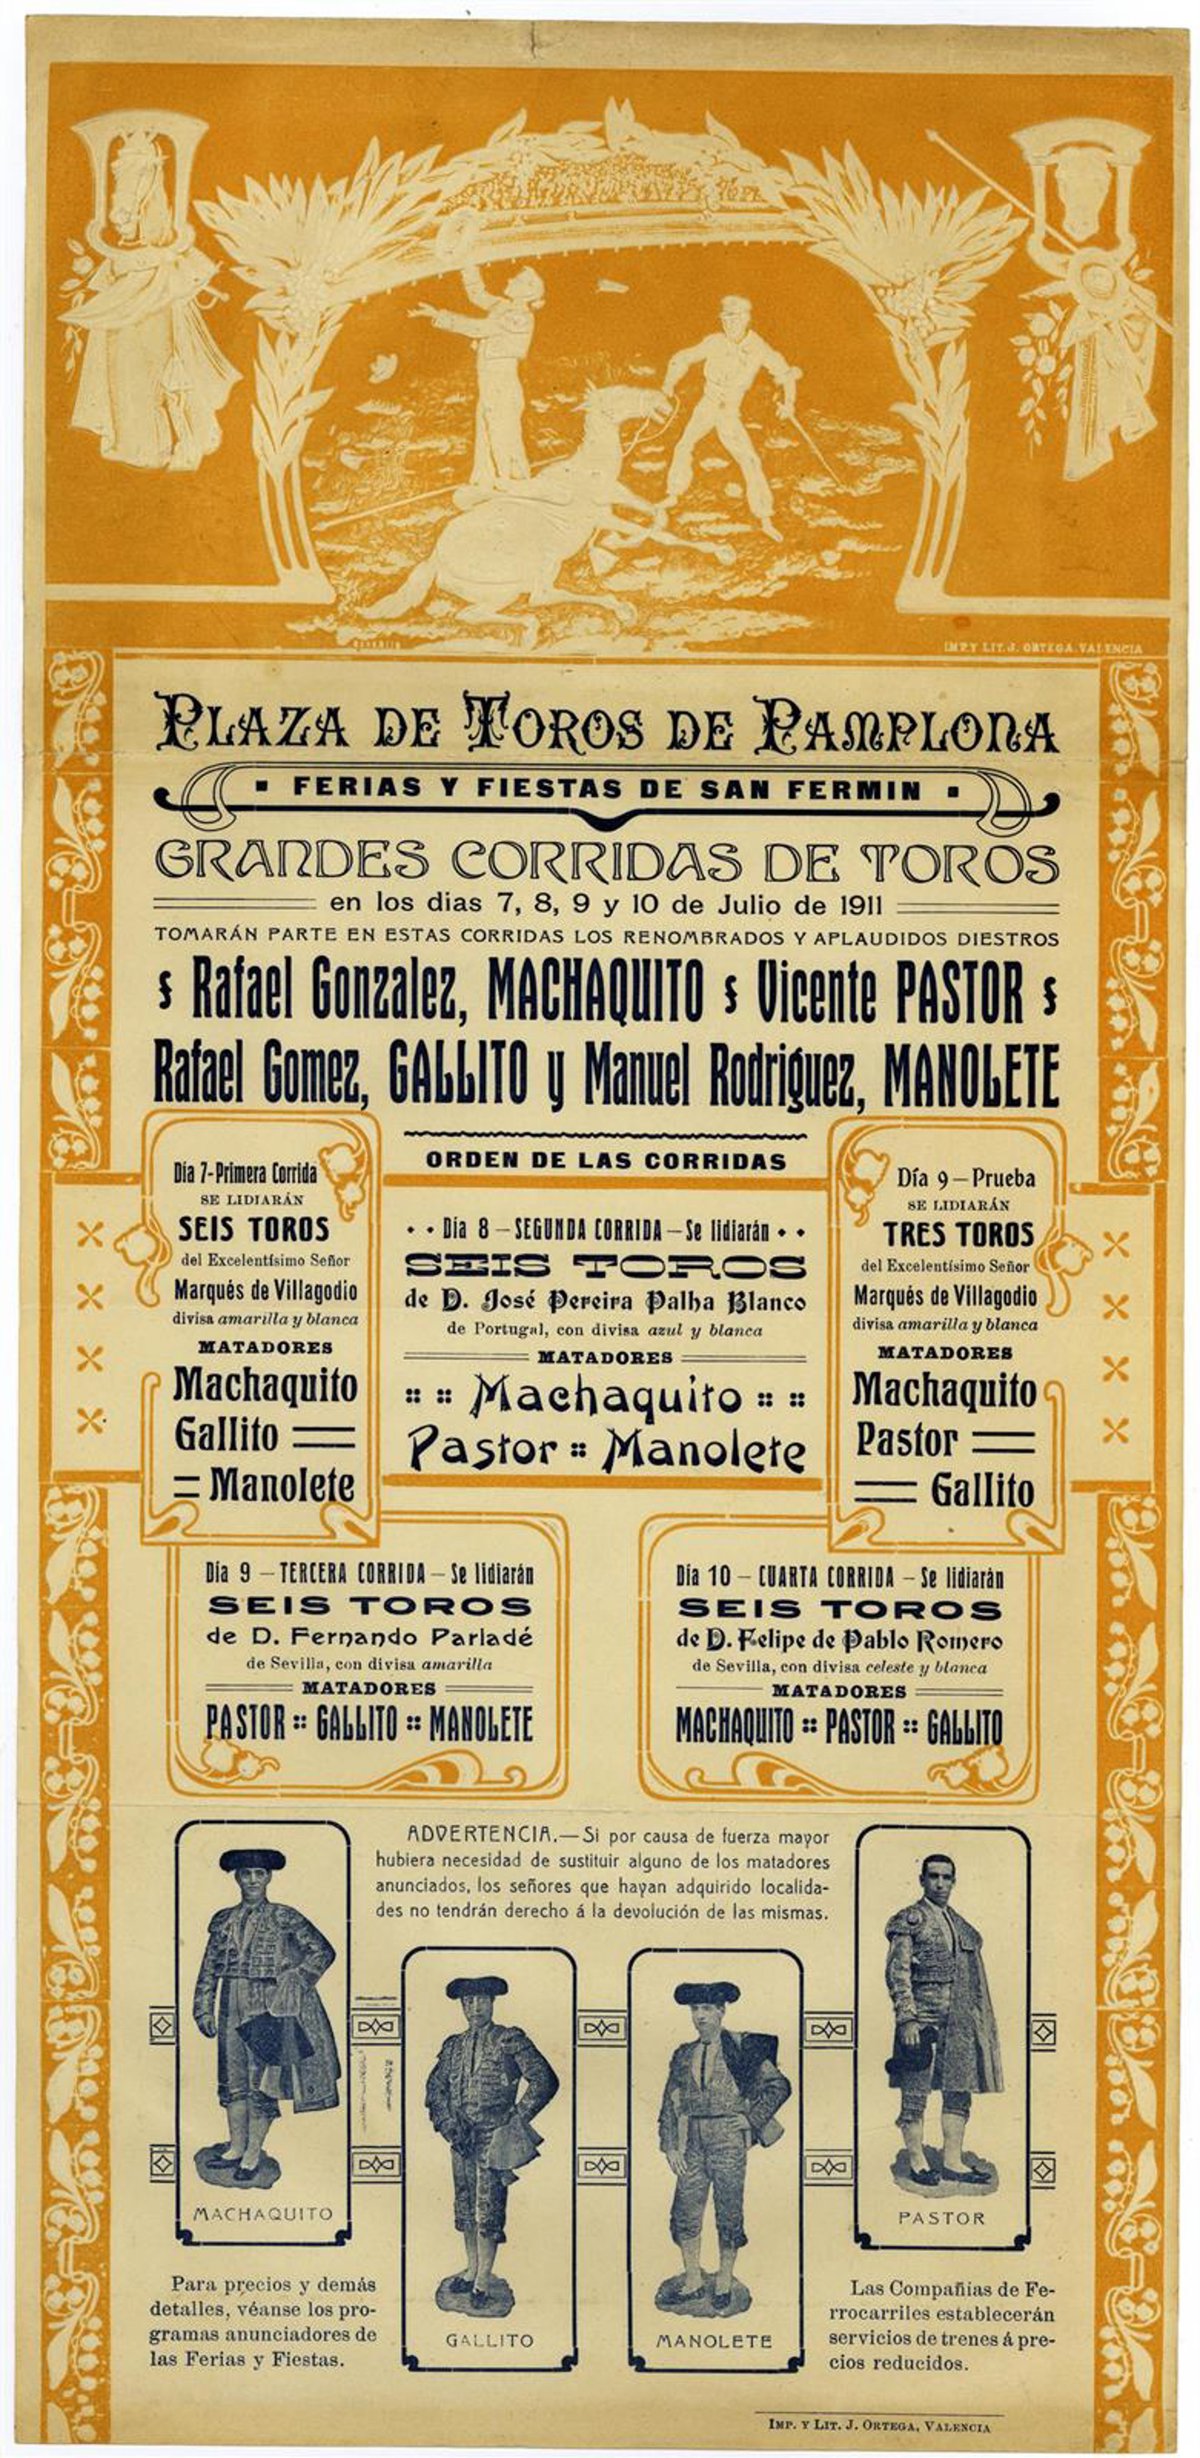 IMP. Y LIT. J. ORTEGA. VALENCIA
PLAZA DE TOROS DE PAMPLONA
▪ FERIAS Y FIESTAS DE SAN FERMIN ▪
GRANDES CORRIDAS DE TOROS
en los dias 7, 8, 9 y 10 de Julio de 1911
TOMARÁN PARTE EN ESTAS CORRIDAS LOS RENOMBRADOS Y APLAUDIDOS DIESTROS
Rafael Gonzalez, MACHAQUITO § Vicente PASTOR §
Rafael Gomez, GALLITO y Manuel Rodriguez, MANOLETE
ORDEN DE LAS CORRIDAS
Día 7-Primera Corrida
SE LIDIARÁN
SEIS TOROS
del Excelentísimo Señor
Marqués de Villagodio
divisa amarilla y blanca
MATADORES
Machaquito
Gallito
Manolete
Día 8 — SEGUNDA CORRIDA — Se lidiarán
SEIS TOROS
de D. José Pereira Palha Blanco
de Portugal, con divisa azul y blanca
MATADORES
Machaquito
Pastor :: Manolete
Día 9 — Prueba
SE LIDIARÁN
TRES TOROS
del Excelentísimo Señor
Marqués de Villagodio
divisa amarilla y blanca
MATADORES
Machaquito
Pastor
Gallito
Día 9 — TERCERA CORRIDA — Se lidiarán
SEIS TOROS
de D. Fernando Parladé
de Sevilla, con divisa amarilla
MATADORES
PASTOR :: GALLITO :: MANOLETE
Día 10 — CUARTA CORRIDA — Se lidiarán
SEIS TOROS
de D. Felipe de Pablo Romero
de Sevilla, con divisa celeste y blanca
MATADORES
MACHAQUITO :: PASTOR :: GALLITO
ADVERTENCIA.—Si por causa de fuerza mayor
hubiera necesidad de sustituir alguno de los matadores
anunciados, los señores que hayan adquirido localida-
des no tendrán derecho á la devolución de las mismas.
MACHAQUITO
GALLITO
MANOLETE
PASTOR
Para precios y demás
detalles, véanse los pro-
gramas anunciadores de
las Ferias y Fiestas.
Las Compañias de Fe-
rrocarriles establecerán
servicios de trenes á pre-
cios reducidos.
IMP. Y LIT. J. ORTEGA, VALENCIA